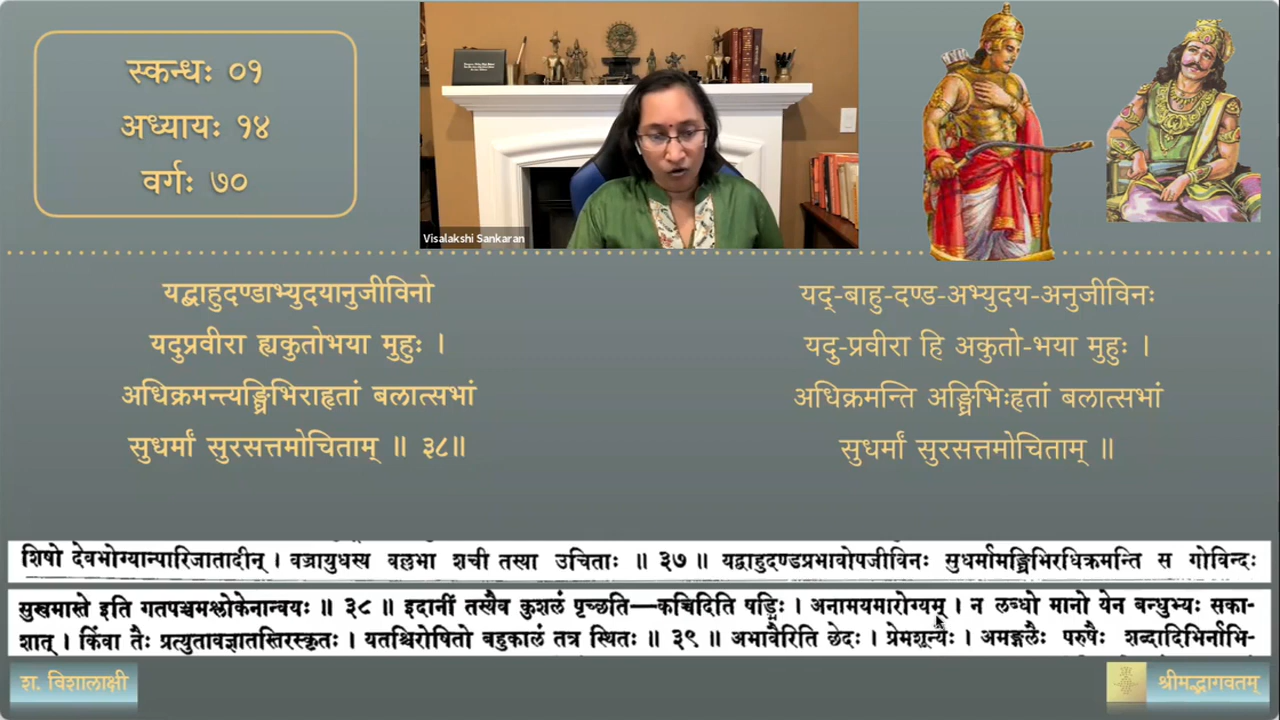 स्कन्धः ०१
अध्यायः १४
वर्गः ७०
Visalakshi Sankaran
यद्बाहुदण्डाभ्युदयानुजीविनो
यदुप्रवीरा ह्यकुतोभया मुहुः ।
अधिक्रमन्त्यङ्घ्रिभिराहृतां बलात्सभां
सुधर्मां सुरसत्तमोचिताम् ॥ ३८॥
यद्-बाहु-दण्ड-अभ्युदय-अनुजीविनः
यदु-प्रवीरा हि अकुतो-भया मुहुः ।
अधिक्रमन्ति अङ्घ्रिभिःहृतां बलात्सभां
सुधर्मां सुरसत्तमोचिताम् ॥
शिषो देवभोग्यान्पारिजातादीन् । वज्रायुधस्य वल्लभा शची तस्या उचिताः ॥ ३७ ॥ यद्बाहुदण्डप्रभावोपजीविनः सुधर्मामङ्घ्रिभिरधिक्रमन्ति स गोविन्दः
सुखमास्ते इति गतपञ्चमश्लोकेनान्वयः ॥ ३८ ॥ इदानीं तस्यैव कुशलं पृच्छति—कच्चिदिति षड्भिः । अनामयमारोग्यम् । न लब्धो मानो येन बन्धुभ्यः सका-
शात् । किंवा तैः प्रत्युतावज्ञातस्तिरस्कृतः । यतश्चिरोषितो बहुकालं तत्र स्थितः ॥ ३९ ॥ अभावैरिति छेदः । प्रेमशून्यैः । अमङ्गलैः परुषैः शब्दादिभिर्नाभि-
श. विशालाक्षी
श्रीमद्भागवतम्